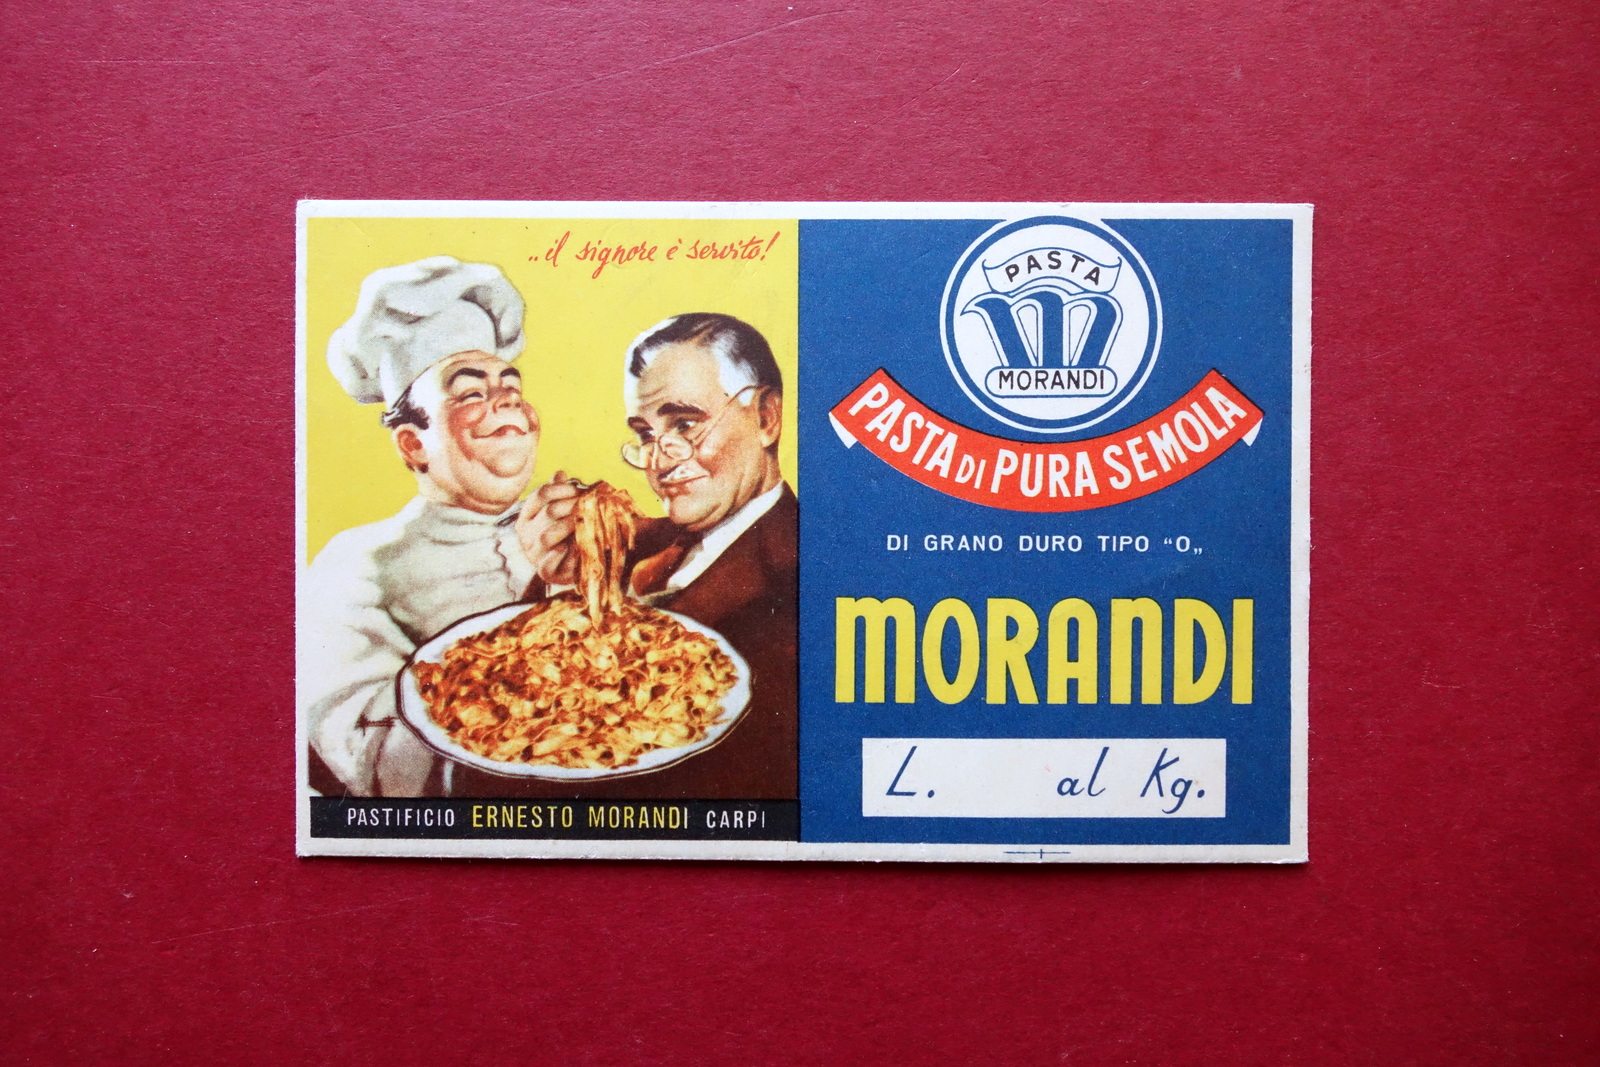 ..il signore è servito!
PASTIFICIO ERNESTO MORANDI CARPI
PASTA
MORANDI
PASTA DI PURA SEMOLA
DI GRANO DURO TIPO “O„
MORANDI
L. al Kg.